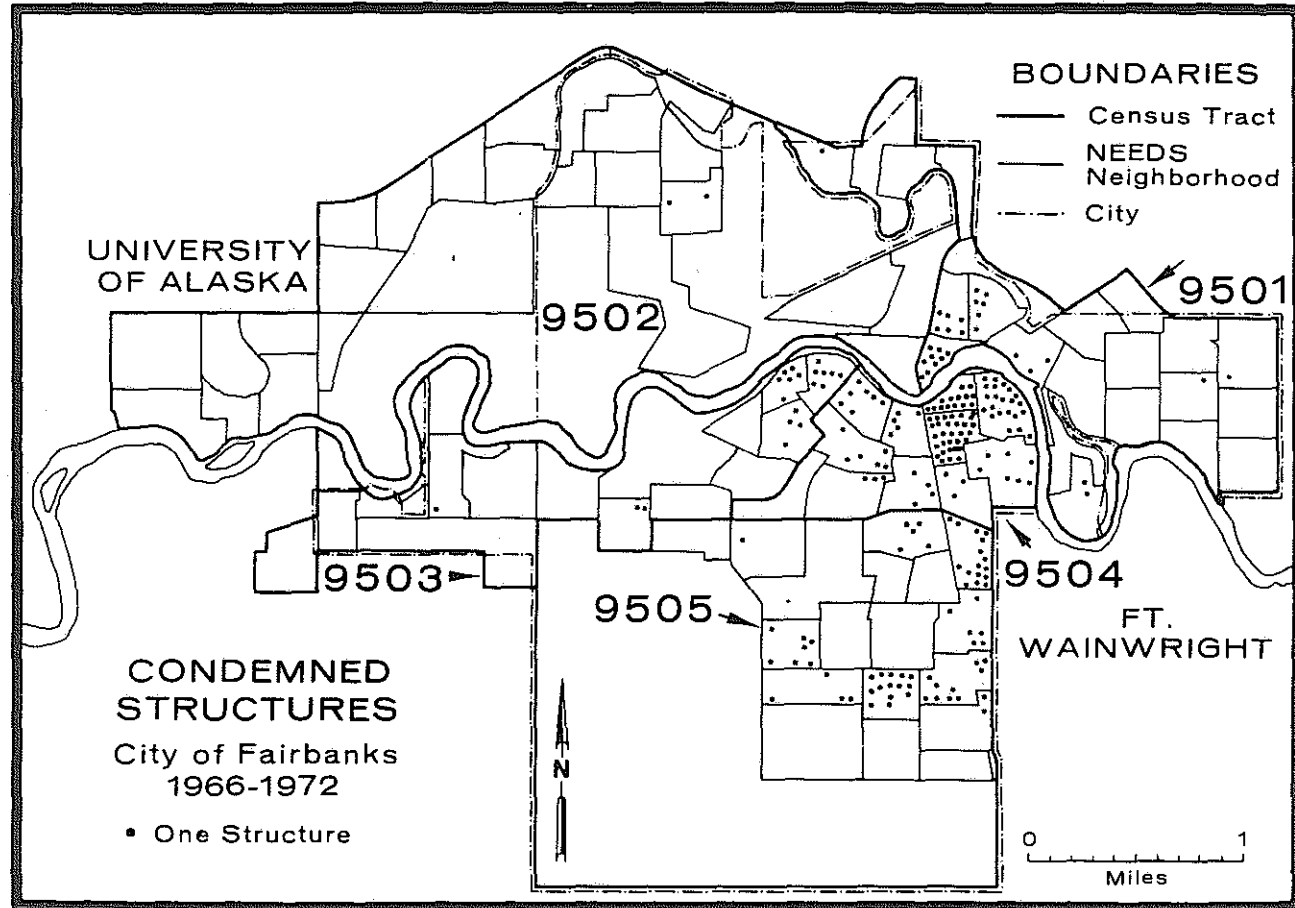 BOUNDARIES
Census Tract
NEEDS
Neighborhood
City
UNIVERSITY
OF ALASKA
9501
9502
9503
9504
9505
FT.
WAINWRIGHT
CONDEMNED
STRUCTURES
City of Fairbanks
1966-1972
• One Structure
N
0 1
Miles